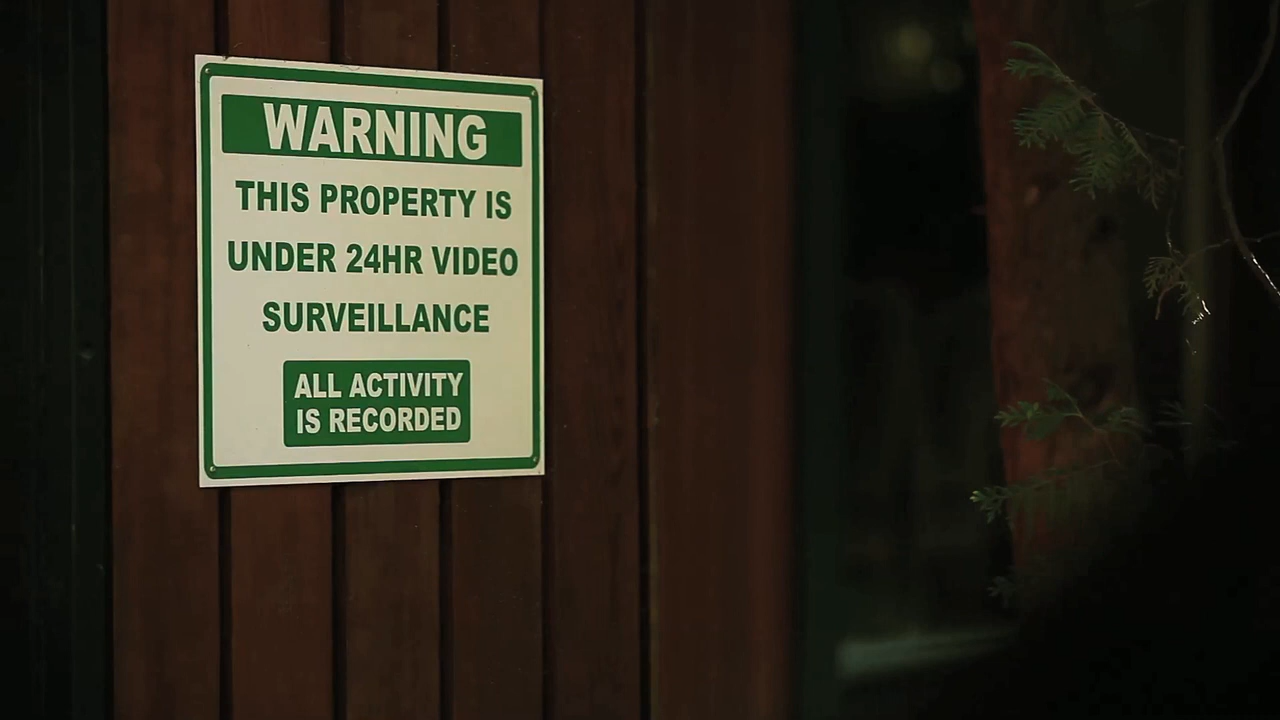 WARNING
THIS PROPERTY IS
UNDER 24HR VIDEO
SURVEILLANCE
ALL ACTIVITY
IS RECORDED